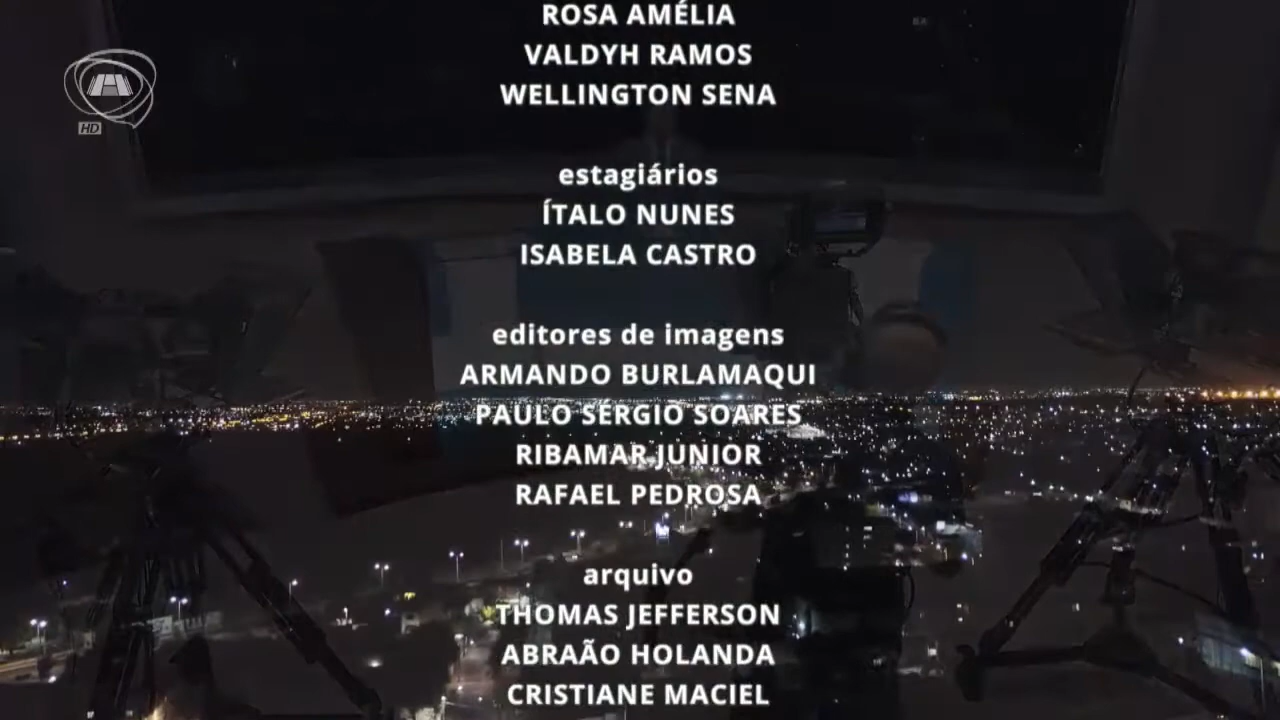 ROSA AMÉLIA
VALDYH RAMOS
WELLINGTON SENA
HD
estagiários
ÍTALO NUNES
ISABELA CASTRO
editores de imagens
ARMANDO BURLAMAQUI
PAULO SÉRGIO SOARES
RIBAMAR JUNIOR
RAFAEL PEDROSA
arquivo
THOMAS JEFFERSON
ABRAÃO HOLANDA
CRISTIANE MACIEL